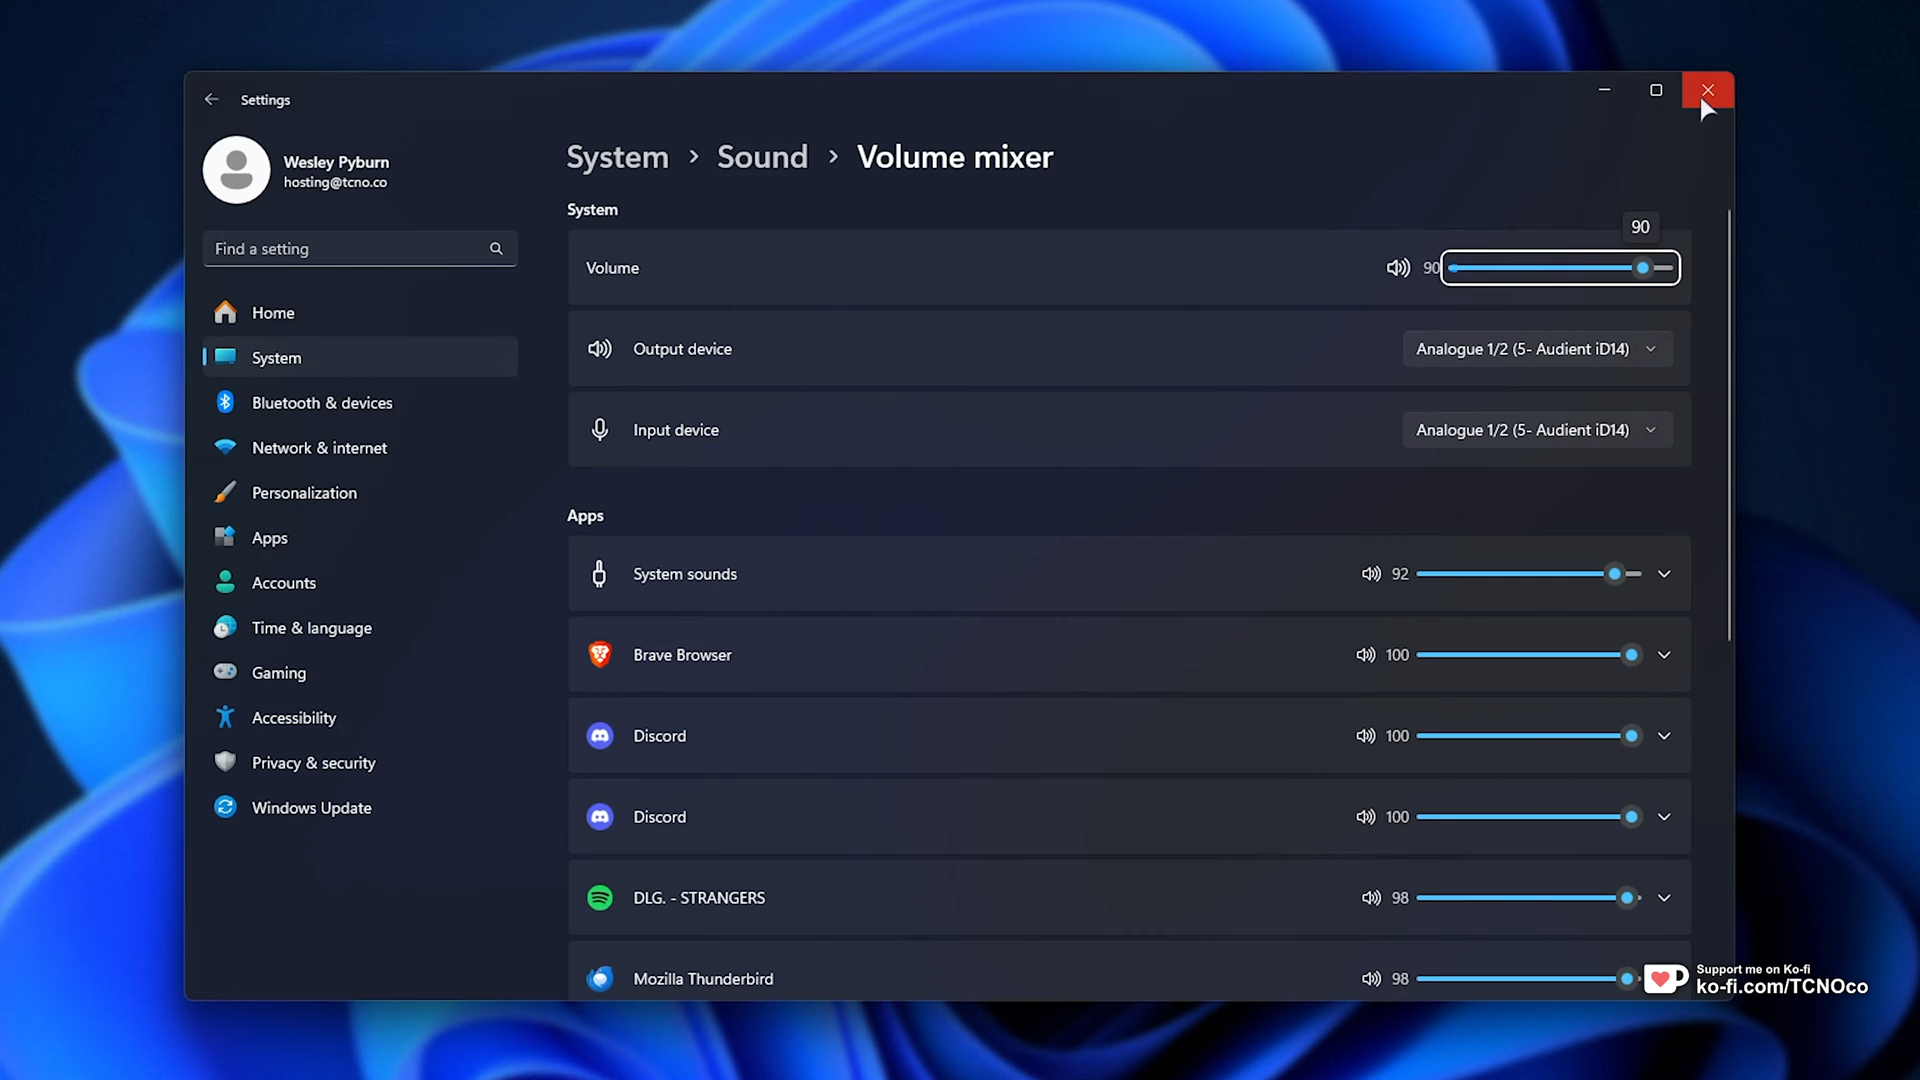 Settings
Wesley Pyburn
hosting@tcno.co
Find a setting
Home
System
Bluetooth & devices
Network & internet
Personalization
Apps
Accounts
Time & language
Gaming
Accessibility
Privacy & security
Windows Update
System › Sound › Volume mixer
System
90
Volume 90
Output device Analogue 1/2 (5- Audient iD14)
Input device Analogue 1/2 (5- Audient iD14)
Apps
System sounds 92
Brave Browser 100
Discord 100
Discord 100
DLG. - STRANGERS 98
Mozilla Thunderbird 98
Support me on Ko-fi
ko-fi.com/TCNOco